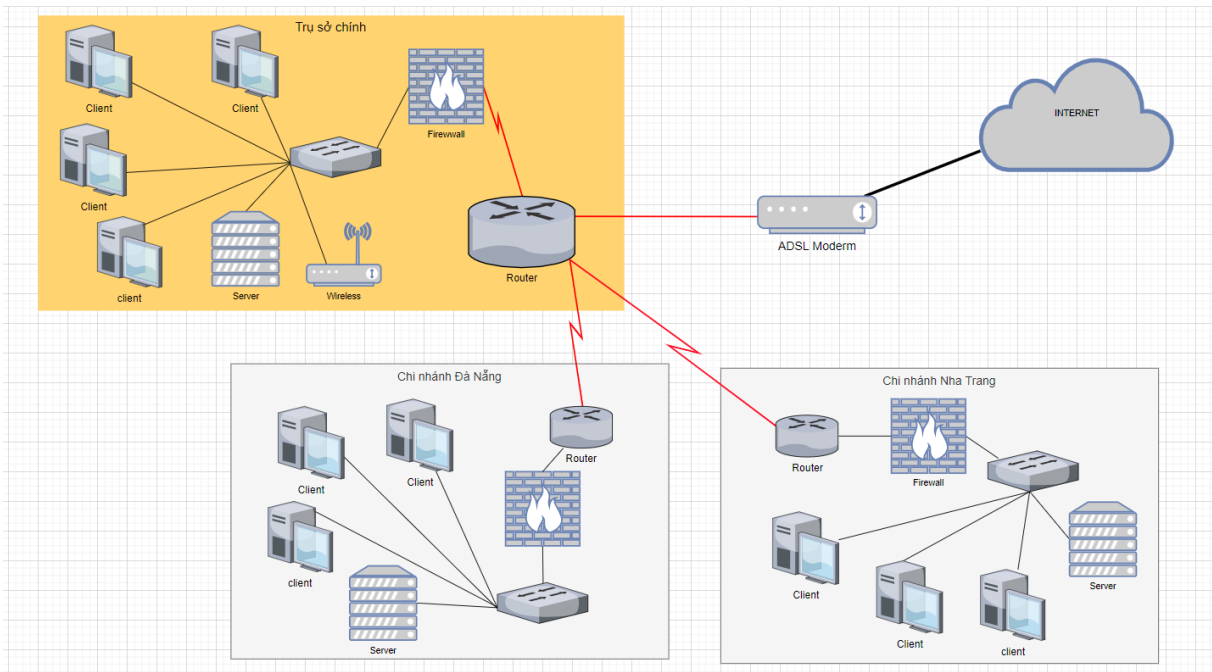 Trụ sở chính
Client
Client
Firewwall
Client
client
Server
Wireless
Router
INTERNET
ADSL Moderm
Chi nhánh Đà Nẵng
Client
Client
Router
client
Server
Chi nhánh Nha Trang
Router
Firewall
Server
Client
Client
client